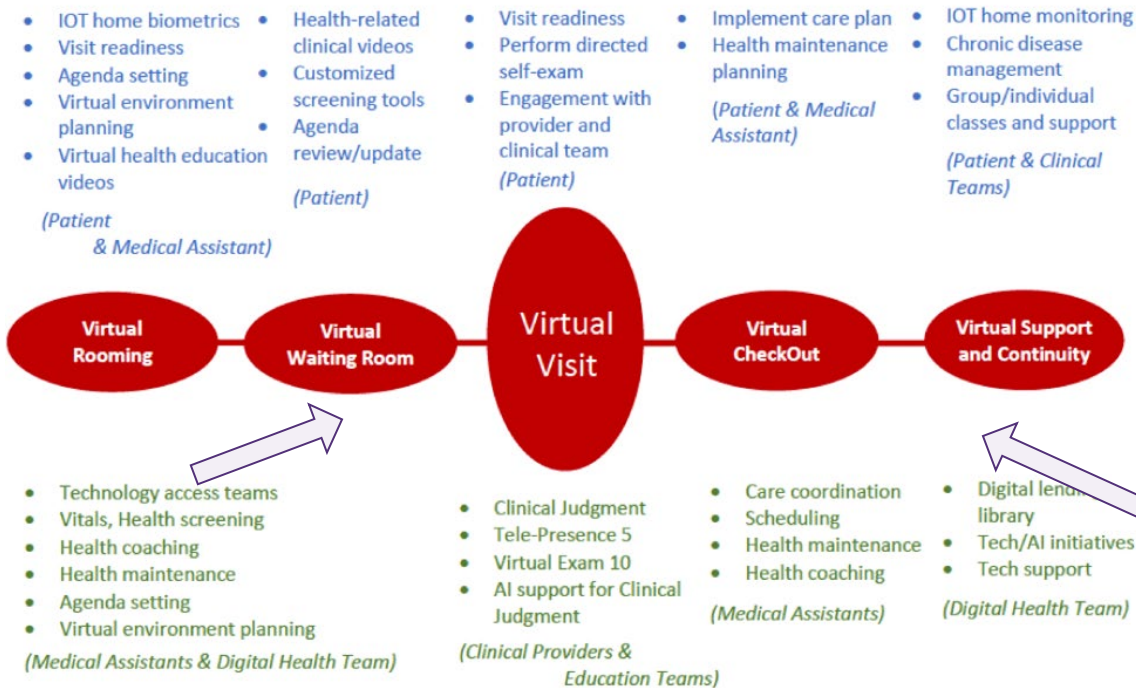 • IOT home biometrics
• Visit readiness
• Agenda setting
• Virtual environment
planning
• Virtual health education
videos
(Patient
& Medical Assistant)
• Health-related
clinical videos
• Customized
screening tools
• Agenda
review/update
(Patient)
• Visit readiness
• Perform directed
self-exam
• Engagement with
provider and
clinical team
(Patient)
• Implement care plan
• Health maintenance
planning
(Patient & Medical
Assistant)
• IOT home monitoring
• Chronic disease
management
• Group/individual
classes and support
(Patient & Clinical
Teams)
Virtual
Rooming
Virtual
Waiting Room
Virtual
Visit
Virtual
CheckOut
Virtual Support
and Continuity
• Technology access teams
• Vitals, Health screening
• Health coaching
• Health maintenance
• Agenda setting
• Virtual environment planning
(Medical Assistants & Digital Health Team)
• Clinical Judgment
• Tele-Presence 5
• Virtual Exam 10
• AI support for Clinical
Judgment
(Clinical Providers &
Education Teams)
• Care coordination
• Scheduling
• Health maintenance
• Health coaching
(Medical Assistants)
• Digital
library
• Tech/AI initiatives
• Tech support
(Digital Health Team)